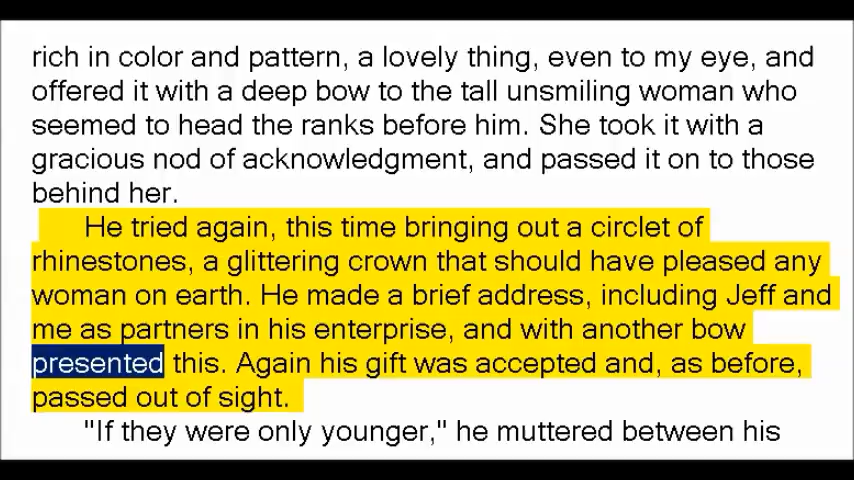 rich in color and pattern, a lovely thing, even to my eye, and
offered it with a deep bow to the tall unsmiling woman who
seemed to head the ranks before him. She took it with a
gracious nod of acknowledgment, and passed it on to those
behind her.
He tried again, this time bringing out a circlet of
rhinestones, a glittering crown that should have pleased any
woman on earth. He made a brief address, including Jeff and
me as partners in his enterprise, and with another bow
presented this. Again his gift was accepted and, as before,
passed out of sight.
"If they were only younger," he muttered between his